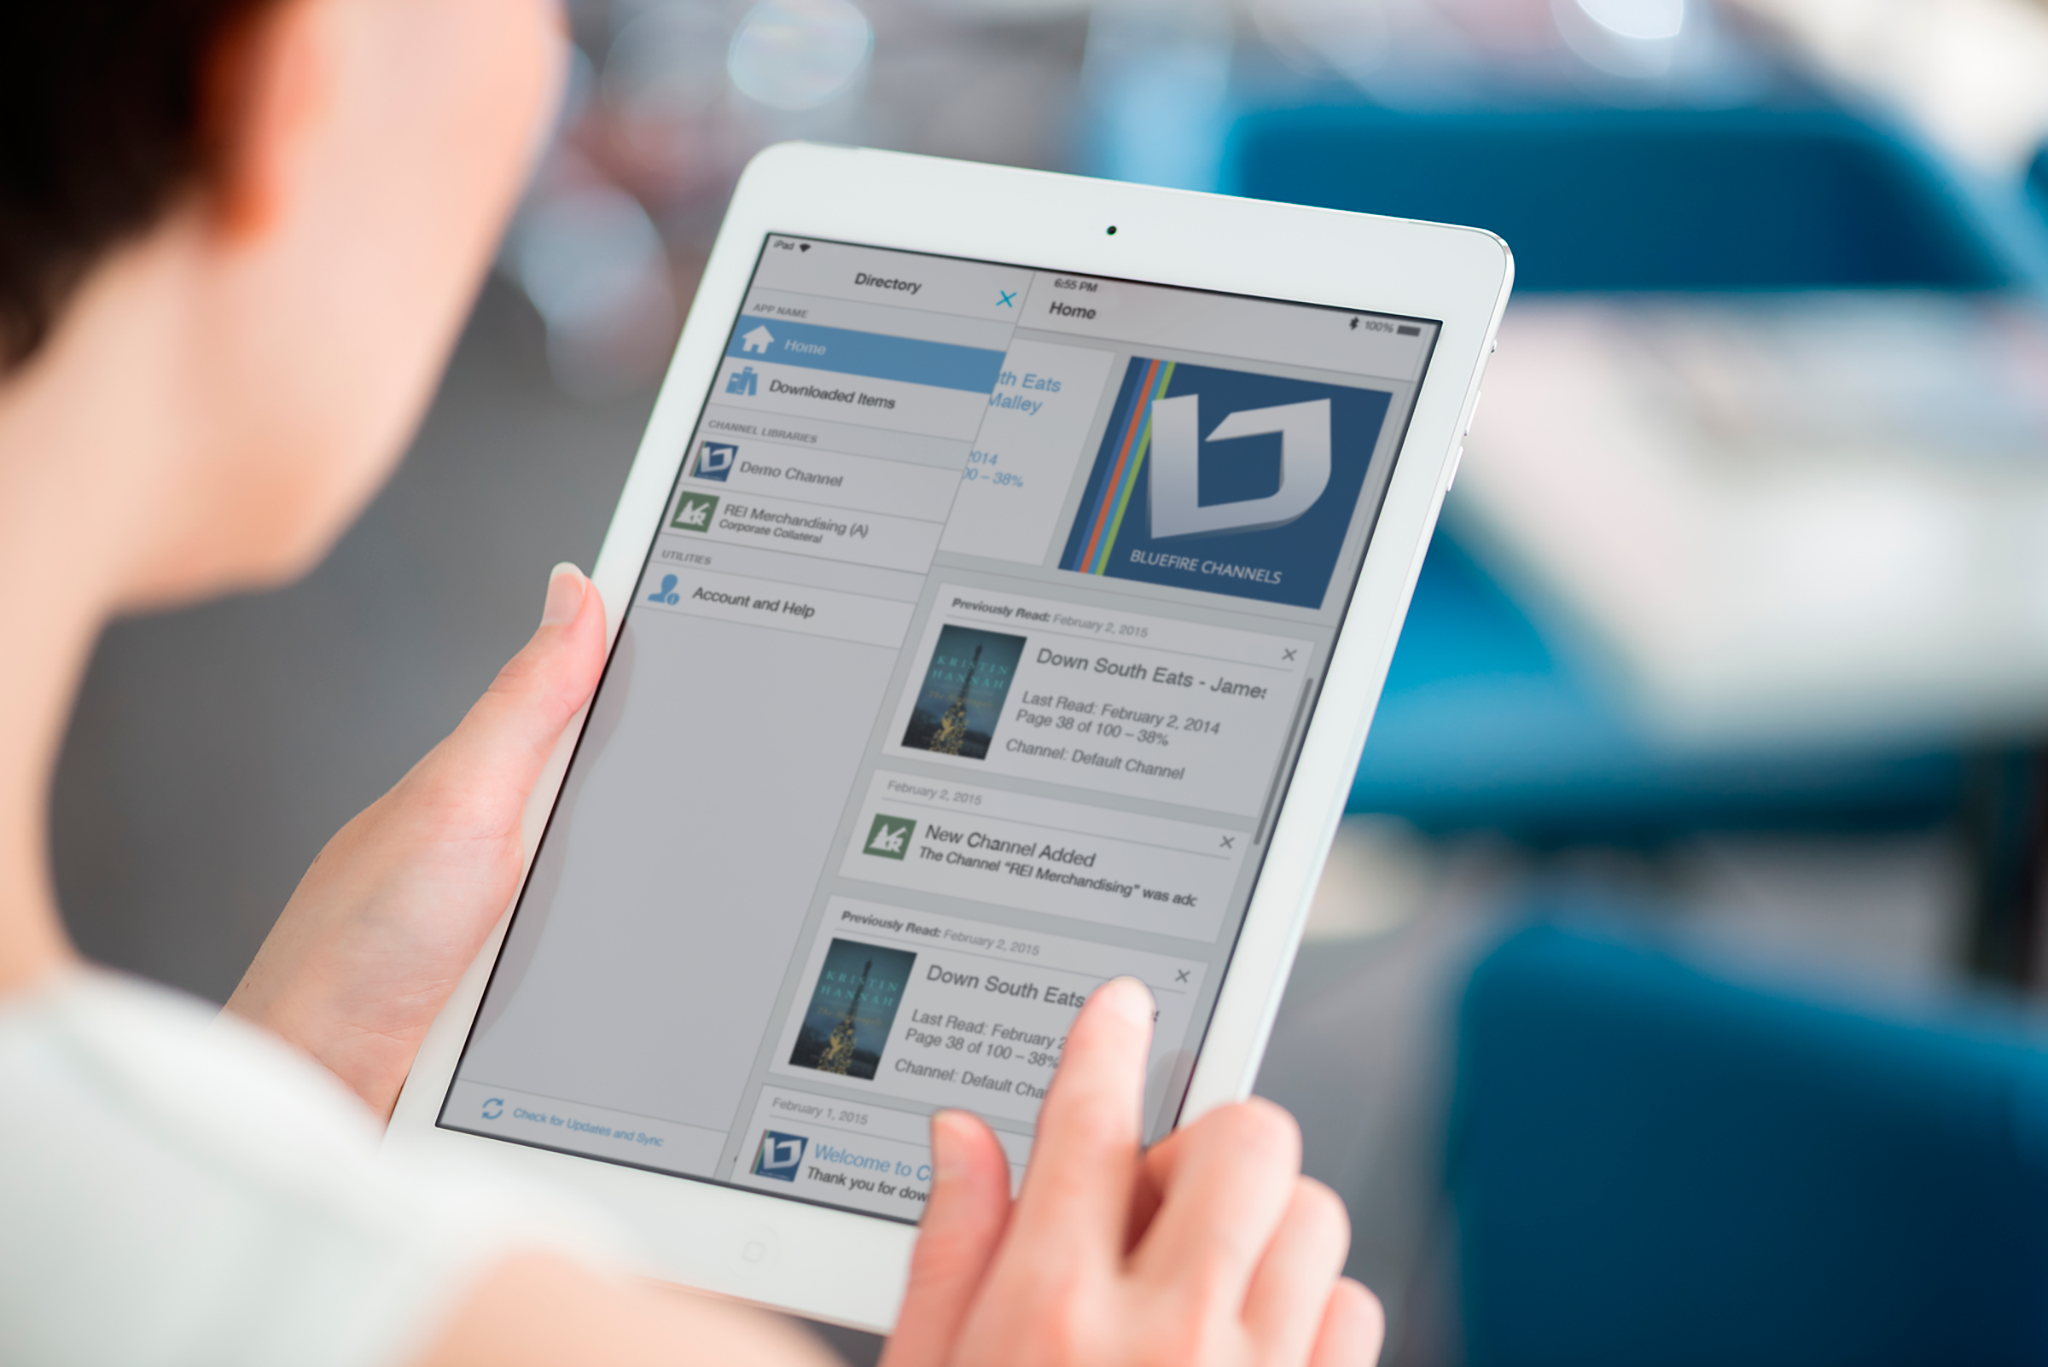 iPad
Directory
APP NAME
Home
Downloaded Items
CHANNEL LIBRARIES
Demo Channel
REI Merchandising (A)
Corporate Collateral
UTILITIES
Account and Help
Check for Updates and Sync
6:55 PM
100%
Home
th Eats
Malley
2014
00 – 38%
BLUEFIRE CHANNELS
Previously Read: February 2, 2015
KRISTIN
HANNAH
Down South Eats - James
Last Read: February 2, 2014
Page 38 of 100 – 38%
Channel: Default Channel
February 2, 2015
New Channel Added
The Channel "REI Merchandising" was add
Previously Read: February 2, 2015
KRISTIN
HANNAH
Down South Eats
Last Read: February 2
Page 38 of 100 – 38%
Channel: Default Cha
February 1, 2015
Welcome to C
Thank you for dow